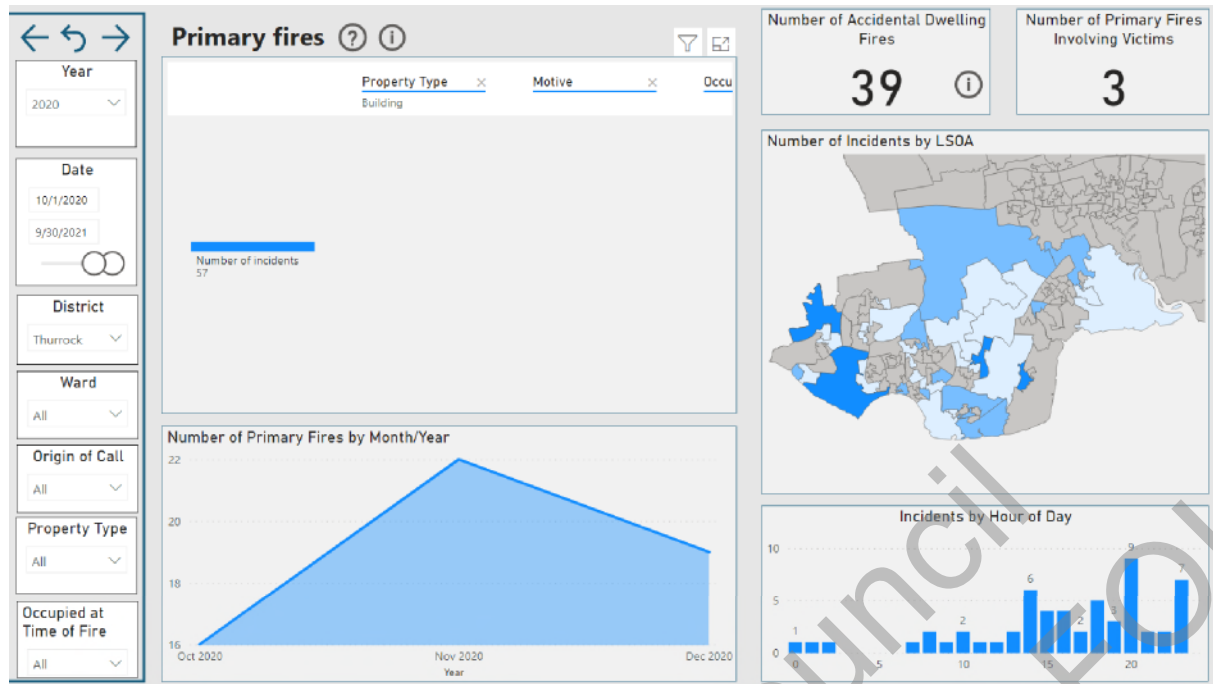 Year
2020
Date
10/1/2020
9/30/2021
District
Thurrock
Ward
All
Origin of Call
All
Property Type
All
Occupied at
Time of Fire
All
Primary fires ? i
Property Type × Motive × Occu
Building
Number of incidents
57
Number of Primary Fires by Month/Year
22
20
18
16
Oct 2020 Nov 2020 Dec 2020
Year
Number of Accidental Dwelling
Fires
39 i
Number of Primary Fires
Involving Victims
3
Number of Incidents by LSOA
Incidents by Hour of Day
10
5
0
1 2 6 2 3 9 7
0 5 10 15 20